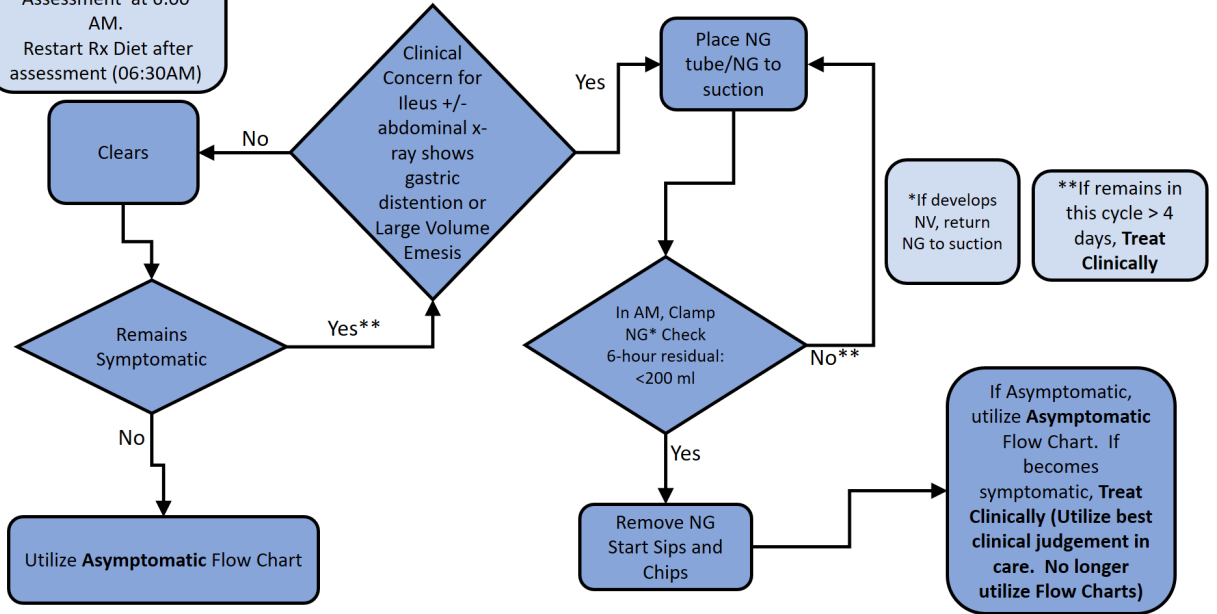 Assessment at 6:00
AM.
Restart Rx Diet after
assessment (06:30AM)
Clinical
Concern for
Ileus +/-
abdominal x-
ray shows
gastric
distention or
Large Volume
Emesis
Yes
Place NG
tube/NG to
suction
No
Clears
*If develops
NV, return
NG to suction
**If remains in
this cycle > 4
days, Treat
Clinically
Remains
Symptomatic
Yes**
In AM, Clamp
NG* Check
6-hour residual:
<200 ml
No**
No
Yes
Utilize Asymptomatic Flow Chart
Remove NG
Start Sips and
Chips
If Asymptomatic,
utilize Asymptomatic
Flow Chart. If
becomes
symptomatic, Treat
Clinically (Utilize best
clinical judgement in
care. No longer
utilize Flow Charts)